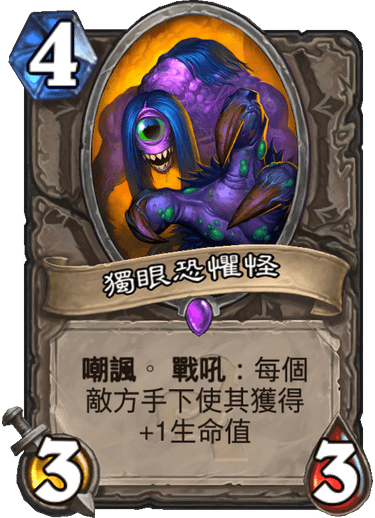 4
獨眼恐懼怪
嘲諷。戰吼：每個
敵方手下使其獲得
+1生命值
3
3